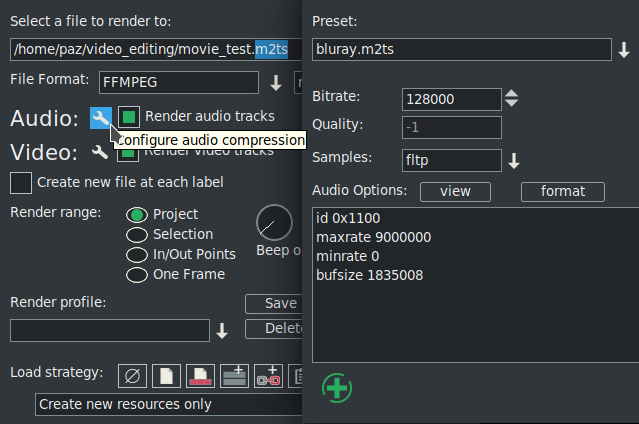 Select a file to render to:
/home/paz/video_editing/movie_test.m2ts
File Format: FFMPEG
Audio: Render audio tracks
Configure audio compression
Video: Render video tracks
Create new file at each label
Render range: Project
Selection
In/Out Points
One Frame
Beep o
Render profile:
Save
Delete
Load strategy:
Create new resources only
Preset:
bluray.m2ts
Bitrate: 128000
Quality: -1
Samples: fltp
Audio Options: view format
id 0x1100
maxrate 9000000
minrate 0
bufsize 1835008